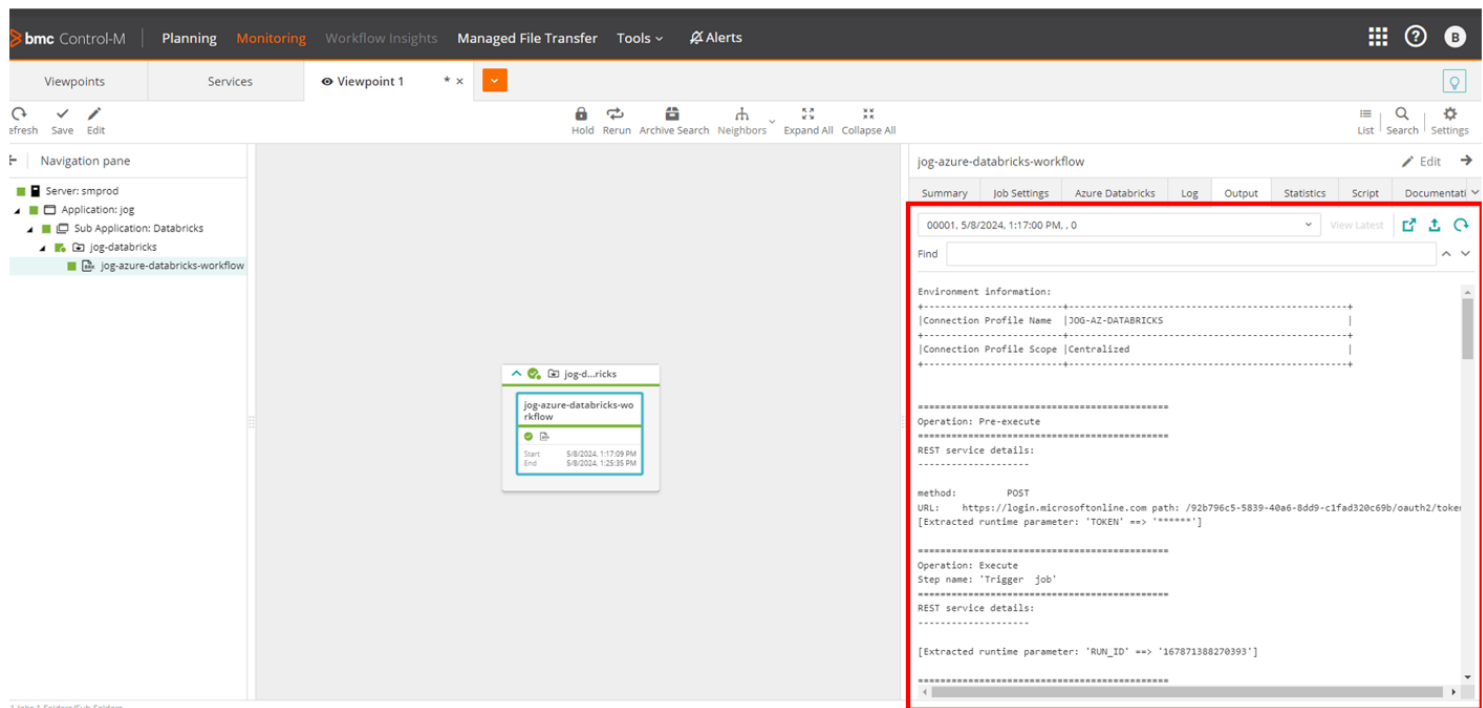 bmc Control-M Planning Monitoring Workflow Insights Managed File Transfer Tools Alerts B
Viewpoints Services Viewpoint 1 * ×
efresh Save Edit Hold Rerun Archive Search Neighbors Expand All Collapse All List Search Settings
Navigation pane
Server: smprod
Application: jog
Sub Application: Databricks
jog-databricks
jog-azure-databricks-workflow
jog-d...ricks
jog-azure-databricks-wo
rkflow
Start 5/8/2024, 1:17:09 PM
End 5/8/2024, 1:25:35 PM
jog-azure-databricks-workflow Edit
Summary Job Settings Azure Databricks Log Output Statistics Script Documentati
00001, 5/8/2024, 1:17:00 PM, , 0 View Latest
Find
Environment information:
+-------------------------+--------------------------------------------------+
|Connection Profile Name |JOG-AZ-DATABRICKS |
+-------------------------+--------------------------------------------------+
|Connection Profile Scope |Centralized |
+-------------------------+--------------------------------------------------+
=============================================
Operation: Pre-execute
=============================================
REST service details:
--------------------
method: POST
URL: https://login.microsoftonline.com path: /92b796c5-5839-40a6-8dd9-c1fad320c69b/oauth2/token
[Extracted runtime parameter: 'TOKEN' ==> '******']
=============================================
Operation: Execute
Step name: 'Trigger job'
=============================================
REST service details:
--------------------
[Extracted runtime parameter: 'RUN_ID' ==> '167871388270393']
=============================================